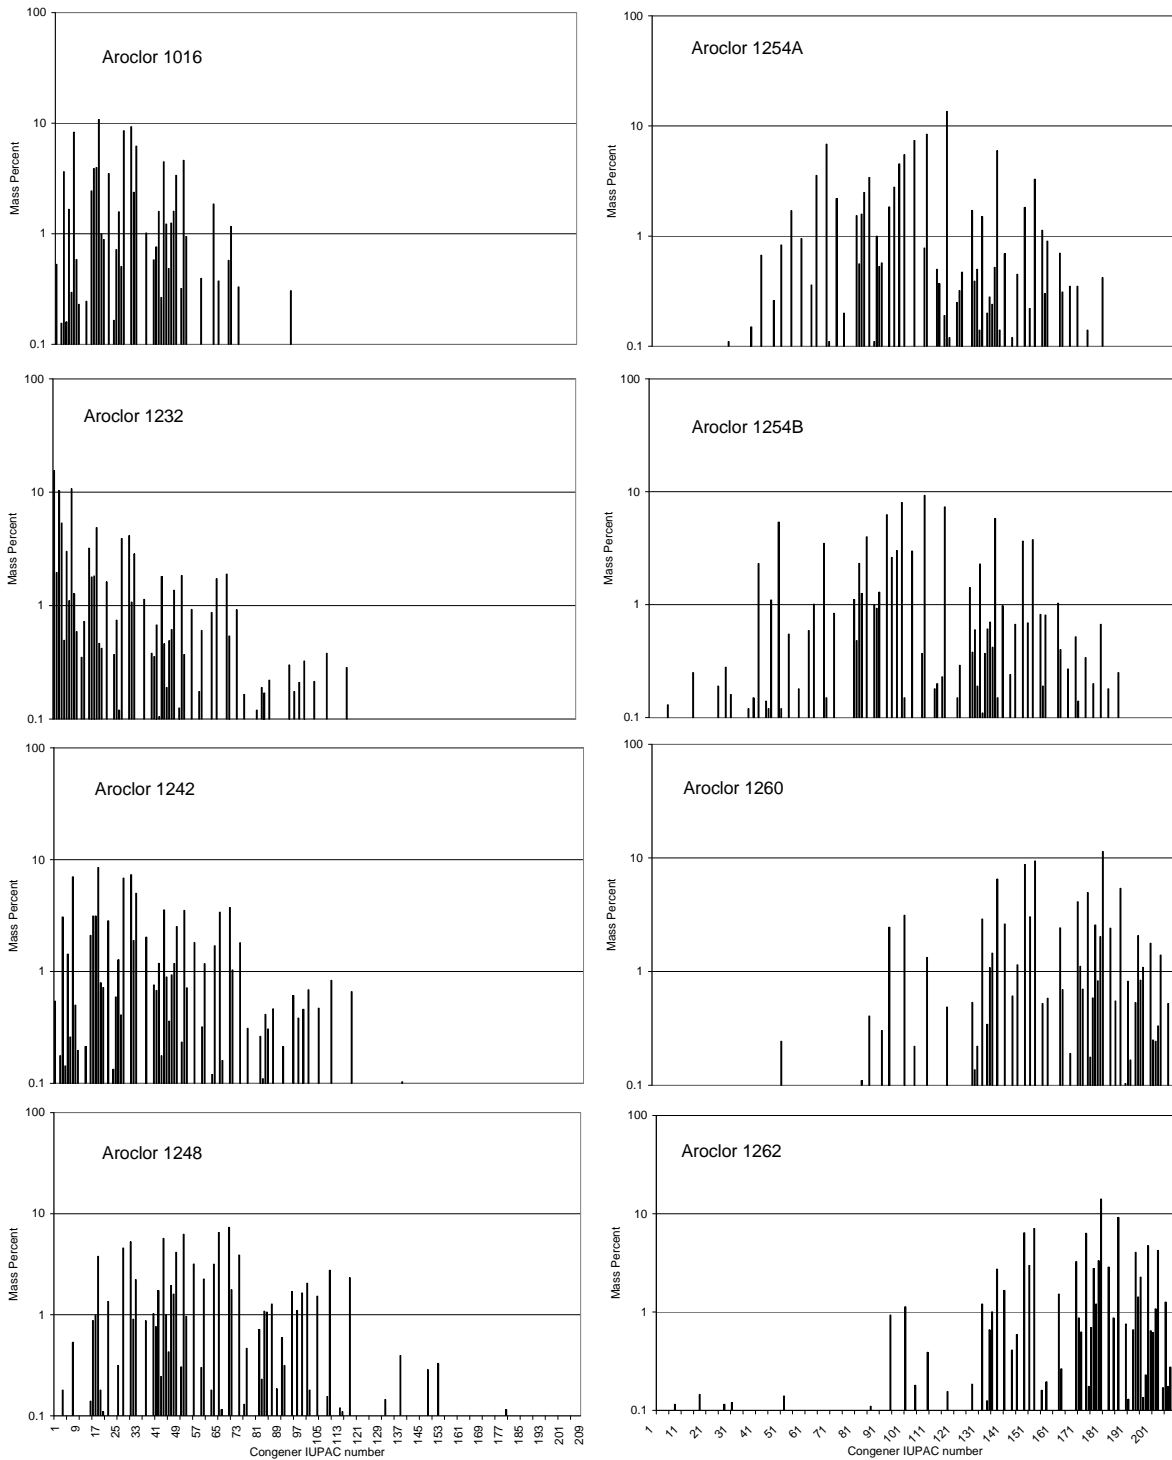 100
10
1
0.1
Mass Percent
Aroclor 1016
100
10
1
0.1
Mass Percent
Aroclor 1254A
100
10
1
0.1
Mass Percent
Aroclor 1232
100
10
1
0.1
Mass Percent
Aroclor 1254B
100
10
1
0.1
Mass Percent
Aroclor 1242
100
10
1
0.1
Mass Percent
Aroclor 1260
100
10
1
0.1
Mass Percent
Aroclor 1248
1 9 17 25 33 41 49 57 65 73 81 89 97 105 113 121 129 137 145 153 161 169 177 185 193 201 209
Congener IUPAC number
100
10
1
0.1
Mass Percent
Aroclor 1262
1 11 21 31 41 51 61 71 81 91 101 111 121 131 141 151 161 171 181 191 201
Congener IUPAC number